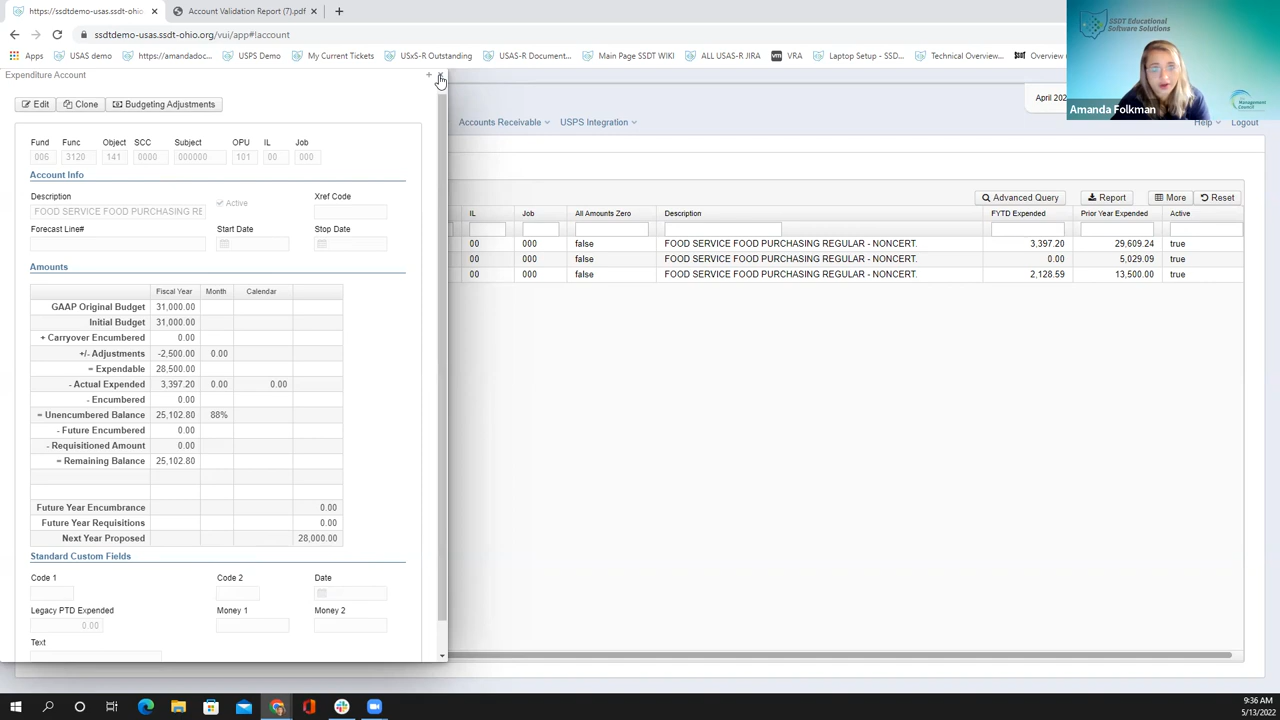 https://ssdtdemo-usas.ssdt-ohio.org
Account Validation Report (7).pdf
ssdtdemo-usas.ssdt-ohio.org/vui/app#!account
Apps
USAS demo
https://amandadoc...
USPS Demo
My Current Tickets
USxS-R Outstanding
USAS-R Document...
Main Page SSDT WIKI
ALL USAS-R JIRA
VRA
Laptop Setup - SSD...
Technical Overview...
Overview
SSDT Educational
Software Solutions
Management
Council
Amanda Folkman
Expenditure Account
April 202
Accounts Receivable
USPS Integration
Help
Logout
Edit
Clone
Budgeting Adjustments
Fund Func Object SCC Subject OPU IL Job
006 3120 141 0000 000000 101 00 000
Account Info
Description
Active
Xref Code
FOOD SERVICE FOOD PURCHASING RE
Forecast Line#
Start Date
Stop Date
Amounts
Fiscal Year Month Calendar
GAAP Original Budget 31,000.00
Initial Budget 31,000.00
+ Carryover Encumbered 0.00
+/- Adjustments -2,500.00 0.00
= Expendable 28,500.00
- Actual Expended 3,397.20 0.00 0.00
- Encumbered 0.00
= Unencumbered Balance 25,102.80 88%
- Future Encumbered 0.00
- Requisitioned Amount 0.00
= Remaining Balance 25,102.80
Future Year Encumbrance 0.00
Future Year Requisitions 0.00
Next Year Proposed 28,000.00
Standard Custom Fields
Code 1
Code 2
Date
Legacy PTD Expended
Money 1
Money 2
0.00
Text
Advanced Query
Report
More
Reset
IL Job All Amounts Zero Description FYTD Expended Prior Year Expended Active
00 000 false FOOD SERVICE FOOD PURCHASING REGULAR - NONCERT. 3,397.20 29,609.24 true
00 000 false FOOD SERVICE FOOD PURCHASING REGULAR - NONCERT. 0.00 5,029.09 true
00 000 false FOOD SERVICE FOOD PURCHASING REGULAR - NONCERT. 2,128.59 13,500.00 true
9:36 AM
5/13/2022